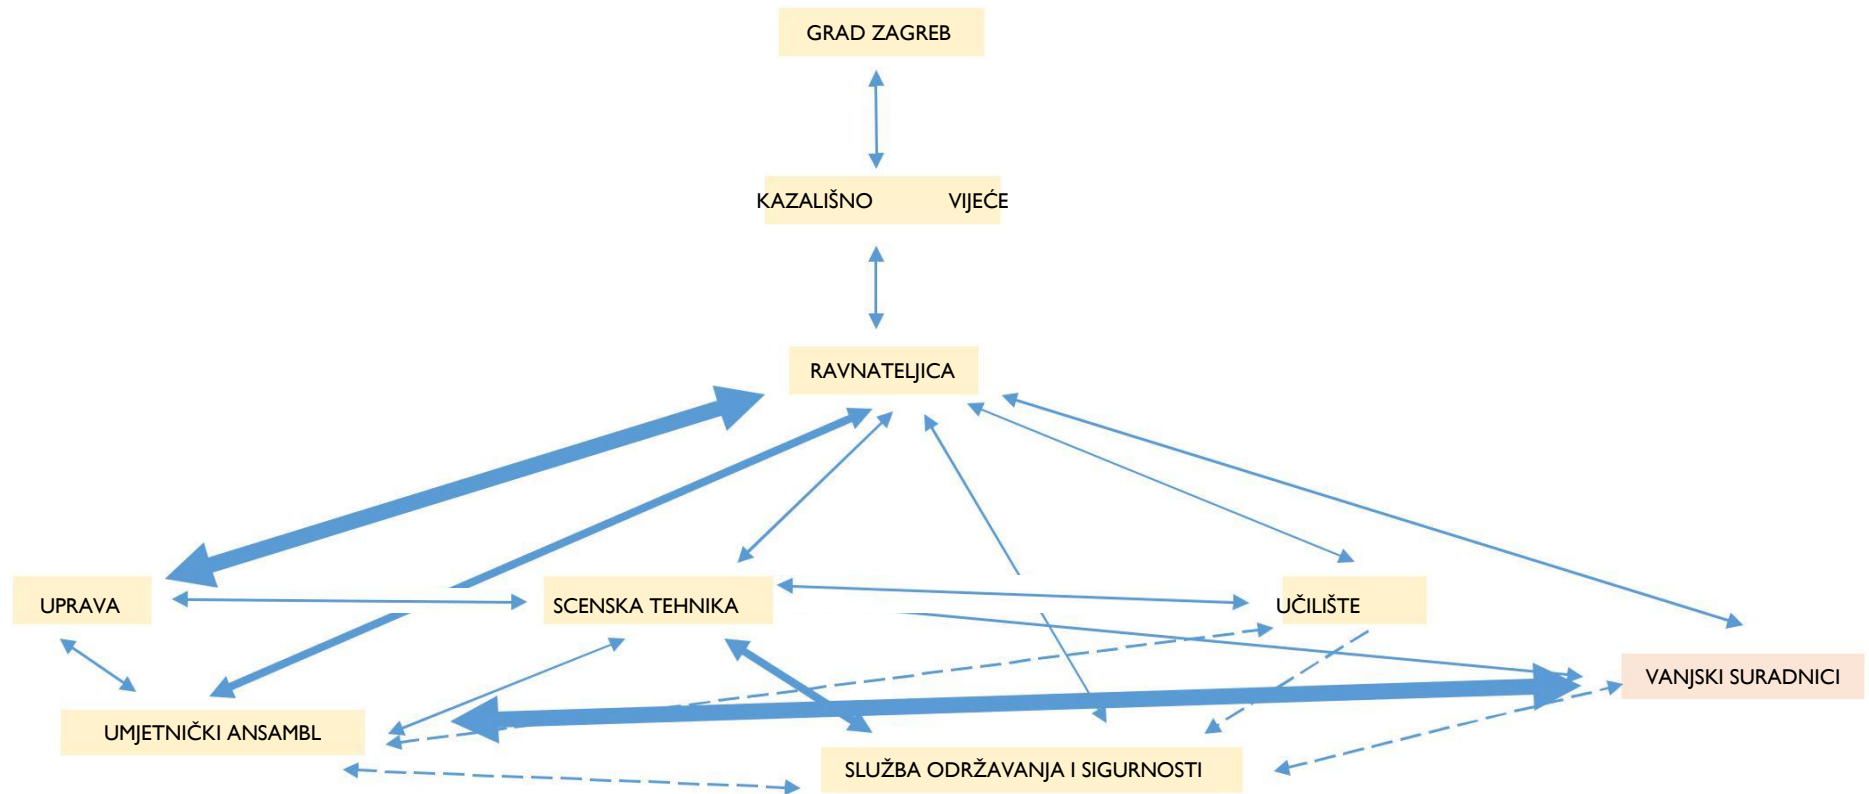 GRAD ZAGREB
KAZALIŠNO VIJEĆE
RAVNATELJICA
UPRAVA
SCENSKA TEHNIKA
UČILIŠTE
VANJSKI SURADNICI
UMJETNIČKI ANSAMBL
SLUŽBA ODRŽAVANJA I SIGURNOSTI